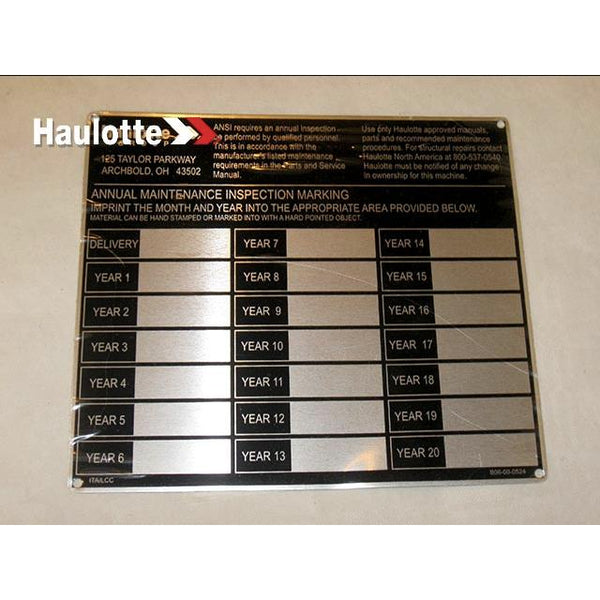 Haulotte
125 TAYLOR PARKWAY
ARCHBOLD, OH 43502
ANSI requires an annual inspection
be performed by qualified personnel.
This is in accordance with the
manufacturer's listed maintenance
requirements in the Parts and Service
Manual.
Use only Haulotte approved manuals,
parts and recommended maintenance
procedures. For structural repairs contact
Haulotte North America at 800-537-0540
Haulotte must be notified of any change
in ownership for this machine.
ANNUAL MAINTENANCE INSPECTION MARKING
IMPRINT THE MONTH AND YEAR INTO THE APPROPRIATE AREA PROVIDED BELOW.
MATERIAL CAN BE HAND STAMPED OR MARKED INTO WITH A HARD POINTED OBJECT.
DELIVERY
YEAR 1
YEAR 2
YEAR 3
YEAR 4
YEAR 5
YEAR 6
YEAR 7
YEAR 8
YEAR 9
YEAR 10
YEAR 11
YEAR 12
YEAR 13
YEAR 14
YEAR 15
YEAR 16
YEAR 17
YEAR 18
YEAR 19
YEAR 20
ITA/LCC
B06-00-0524